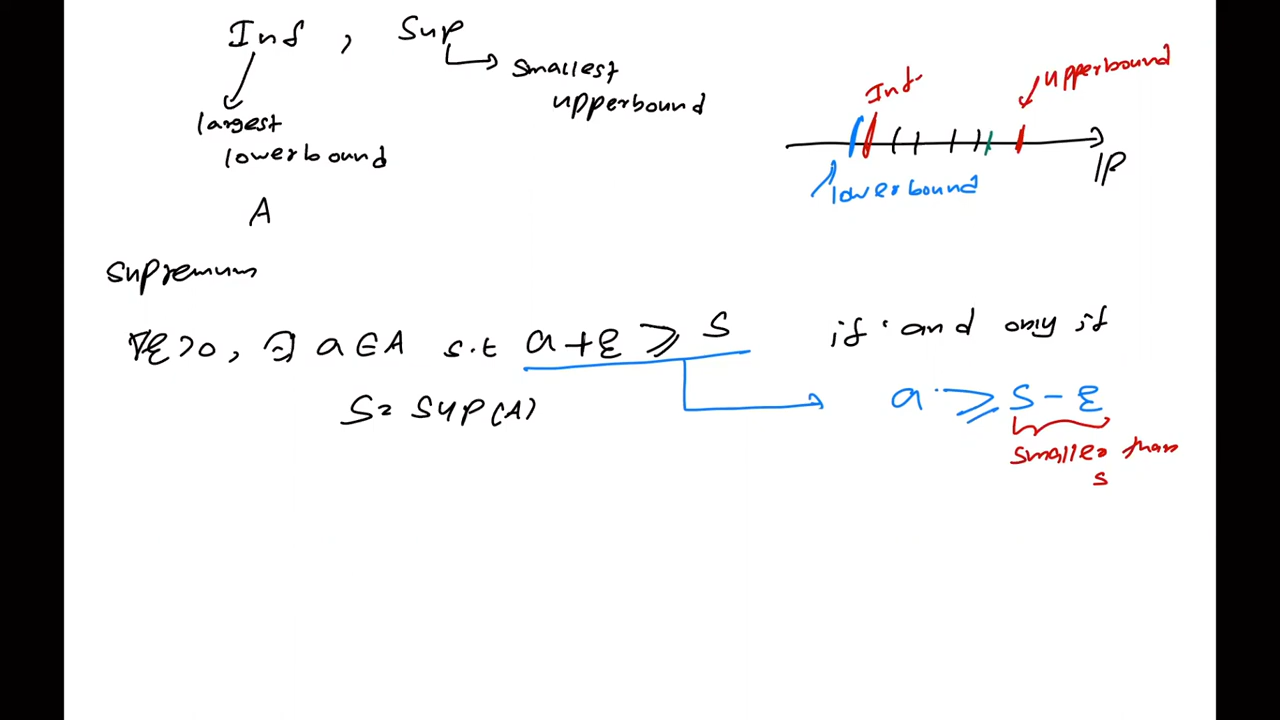 Inf , Sup
smallest
upperbound
largest
lowerbound
Inf
upperbound
lowerbound
IR
A
supremum
∀ε>0, ∃ a∈A s.t a+ε ⩾ S if and only if
S= SUP(A)
a ⩾ S-ε
smaller than
s